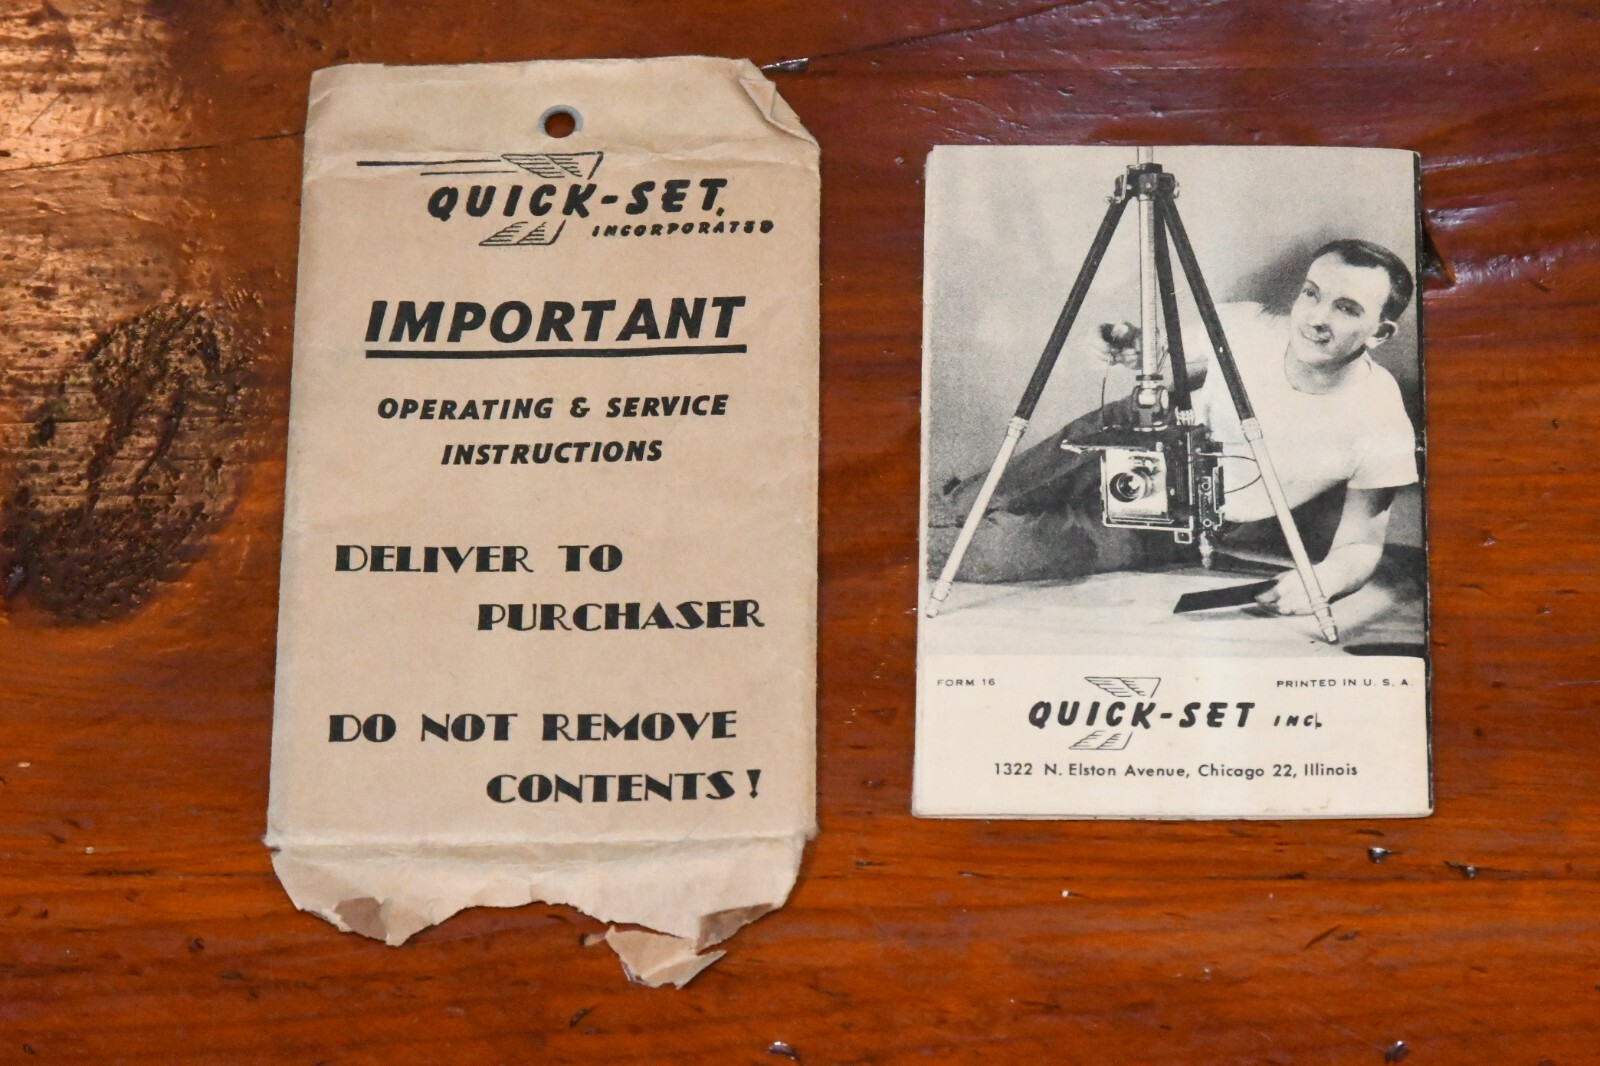 QUICK-SET,
INCORPORATED
IMPORTANT
OPERATING & SERVICE
INSTRUCTIONS
DELIVER TO
PURCHASER
DO NOT REMOVE
CONTENTS!
FORM 16
PRINTED IN U. S. A.
QUICK-SET INC.
1322 N. Elston Avenue, Chicago 22, Illinois